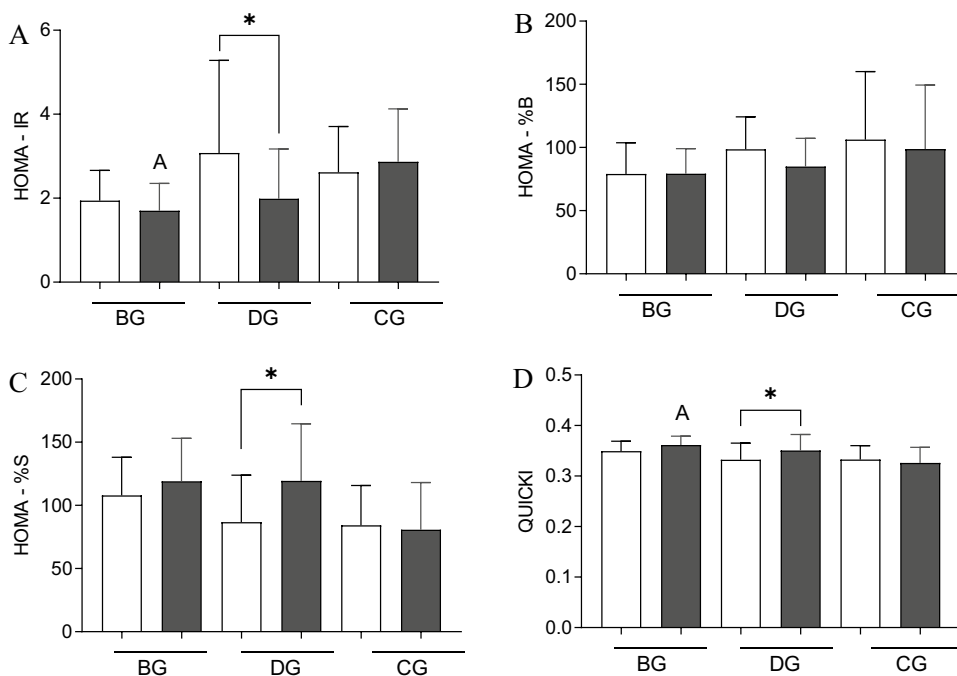 A
HOMA - IR
6
4
2
0
A
*
BG
DG
CG
B
HOMA - %B
200
150
100
50
0
BG
DG
CG
C
HOMA - %S
200
150
100
50
0
*
BG
DG
CG
D
QUICKI
0.5
0.4
0.3
0.2
0.1
0.0
A
*
BG
DG
CG